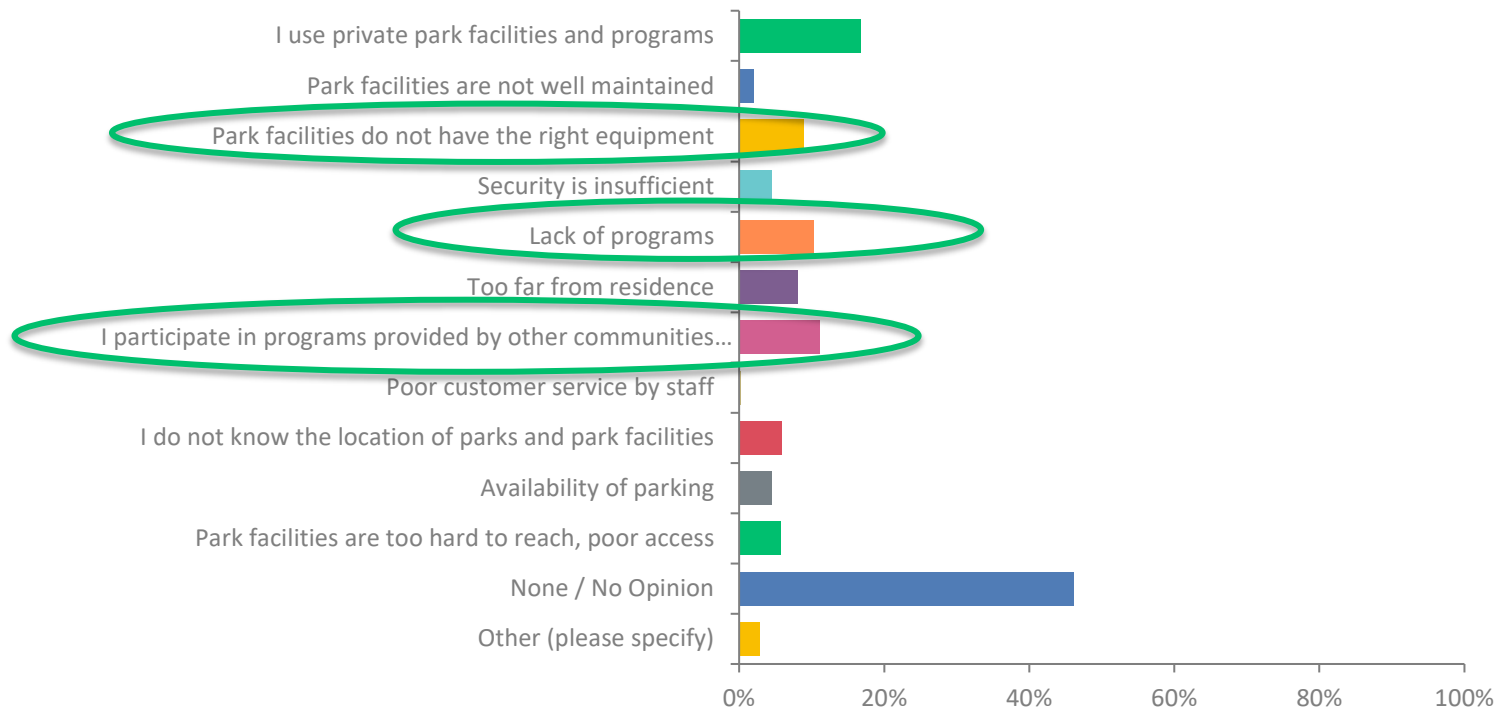 I use private park facilities and programs
Park facilities are not well maintained
Park facilities do not have the right equipment
Security is insufficient
Lack of programs
Too far from residence
I participate in programs provided by other communities…
Poor customer service by staff
I do not know the location of parks and park facilities
Availability of parking
Park facilities are too hard to reach, poor access
None / No Opinion
Other (please specify)
0% 20% 40% 60% 80% 100%